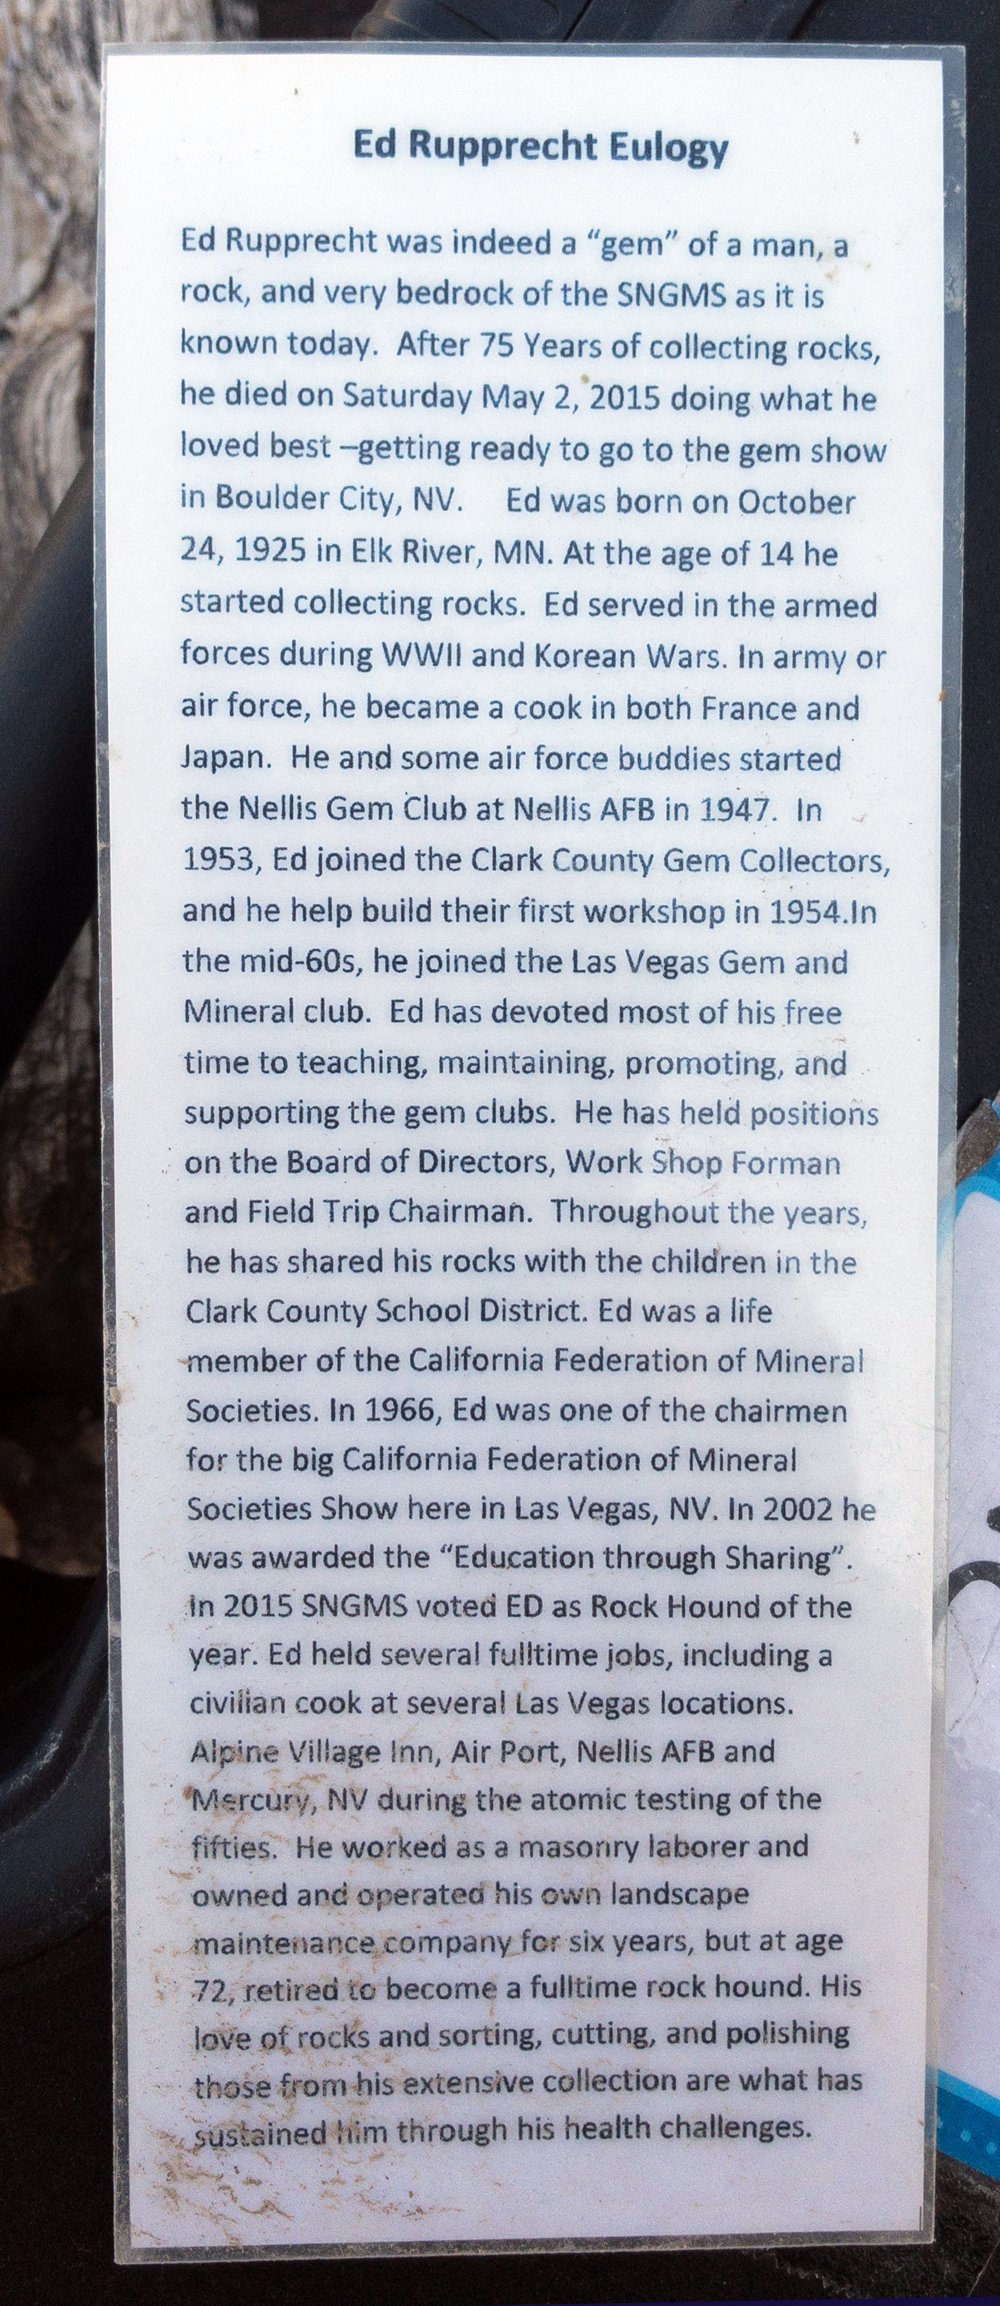 Ed Rupprecht Eulogy
Ed Rupprecht was indeed a “gem” of a man, a
rock, and very bedrock of the SNGMS as it is
known today.  After 75 Years of collecting rocks,
he died on Saturday May 2, 2015 doing what he
loved best –getting ready to go to the gem show
in Boulder City, NV.    Ed was born on October
24, 1925 in Elk River, MN. At the age of 14 he
started collecting rocks.  Ed served in the armed
forces during WWII and Korean Wars. In army or
air force, he became a cook in both France and
Japan.  He and some air force buddies started
the Nellis Gem Club at Nellis AFB in 1947.  In
1953, Ed joined the Clark County Gem Collectors,
and he help build their first workshop in 1954.In
the mid-60s, he joined the Las Vegas Gem and
Mineral club.  Ed has devoted most of his free
time to teaching, maintaining, promoting, and
supporting the gem clubs.  He has held positions
on the Board of Directors, Work Shop Forman
and Field Trip Chairman.  Throughout the years,
he has shared his rocks with the children in the
Clark County School District. Ed was a life
member of the California Federation of Mineral
Societies. In 1966, Ed was one of the chairmen
for the big California Federation of Mineral
Societies Show here in Las Vegas, NV. In 2002 he
was awarded the “Education through Sharing”.
In 2015 SNGMS voted ED as Rock Hound of the
year. Ed held several fulltime jobs, including a
civilian cook at several Las Vegas locations.
Alpine Village Inn, Air Port, Nellis AFB and
Mercury, NV during the atomic testing of the
fifties.  He worked as a masonry laborer and
owned and operated his own landscape
maintenance company for six years, but at age
72, retired to become a fulltime rock hound. His
love of rocks and sorting, cutting, and polishing
those from his extensive collection are what has
sustained him through his health challenges.